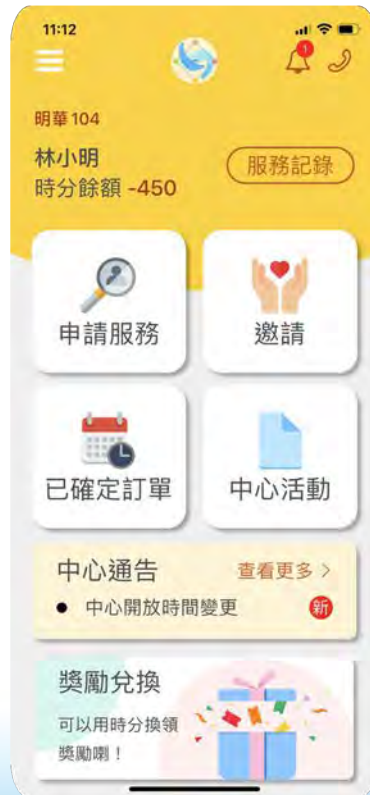 11:12
1
明華104
林小明
時分餘額 -450
服務記錄
申請服務
邀請
已確定訂單
中心活動
中心通告
查看更多 >
• 中心開放時間變更
新
獎勵兌換
可以用時分換領
獎勵喇！